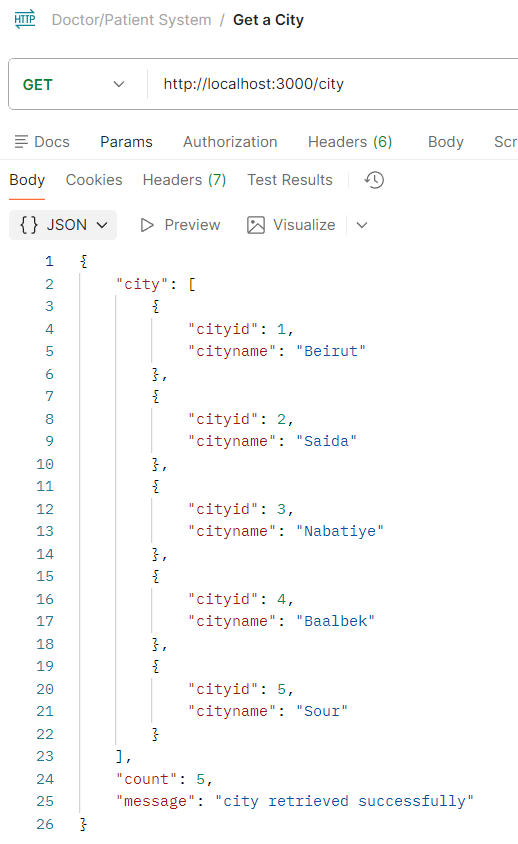 HTTP Doctor/Patient System / Get a City
GET http://localhost:3000/city
Docs Params Authorization Headers (6) Body Scr
Body Cookies Headers (7) Test Results
{} JSON Preview Visualize
1 {
2 "city": [
3 {
4 "cityid": 1,
5 "cityname": "Beirut"
6 },
7 {
8 "cityid": 2,
9 "cityname": "Saida"
10 },
11 {
12 "cityid": 3,
13 "cityname": "Nabatiye"
14 },
15 {
16 "cityid": 4,
17 "cityname": "Baalbek"
18 },
19 {
20 "cityid": 5,
21 "cityname": "Sour"
22 }
23 ],
24 "count": 5,
25 "message": "city retrieved successfully"
26 }